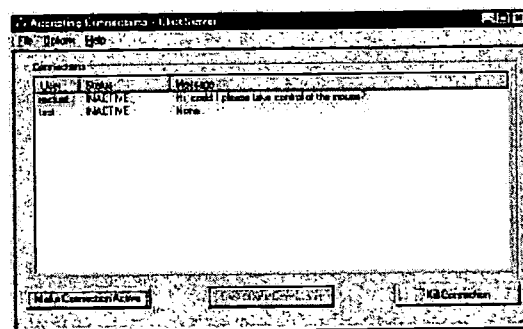 Accepting Connections -
File Options Help
Connections
User Status Message
INACTIVE Hi, could I please take control of the mouse?
test INACTIVE None
Make Connection Active Kill Connection